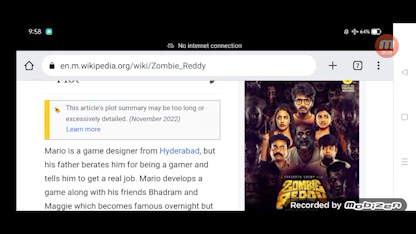 9:58
64%
No internet connection
en.m.wikipedia.org/wiki/Zombie_Reddy
7
Plot
This article's plot summary may be too long or
excessively detailed. (November 2022)
Learn more
Mario is a game designer from Hyderabad, but
his father berates him for being a gamer and
tells him to get a real job. Mario develops a
game along with his friends Bhadram and
Maggie which becomes famous overnight but
ZOMBIE
REDDY
Recorded by
MOBIZEN